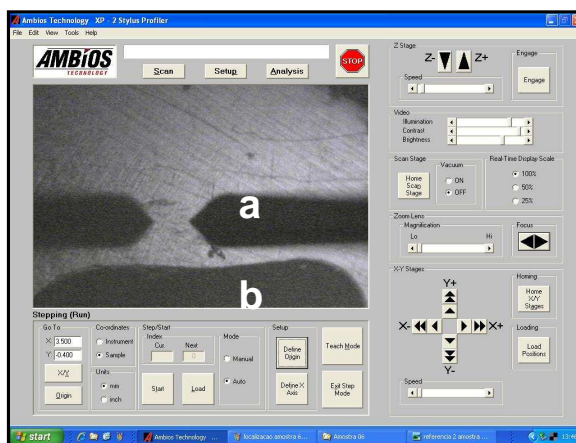 Ambios Technology XP - 2 Stylus Profiler
File Edit View Tools Help
AMBiOS
TECHNOLOGY
Scan Setup Analysis
STOP
a
b
Stepping (Run)
Go To
X: 3.500
Y: -0.400
X/Y
Origin
Co-ordinates
Instrument
Sample
Units
mm
inch
Step/Start
Index
Cur. Next
0
Start Load
Mode
Manual
Auto
Setup
Define Origin
Define X Axis
Teach Mode
Exit Step Mode
Z Stage
Z- Z+
Speed
Engage
Engage
Video
Illumination
Contrast
Brightness
Scan Stage
Home Scan Stage
Vacuum
ON
OFF
Real-Time Display Scale
100%
50%
25%
Zoom Lens
Magnification
Lo Hi
Focus
X-Y Stages
Y+
X- X+
Y-
Speed
Homing
Home X/Y Stages
Loading
Load Positions
start
Ambios Technology ...
localizacao amostra 6...
Amostra 06
referencia 2 amostra ...